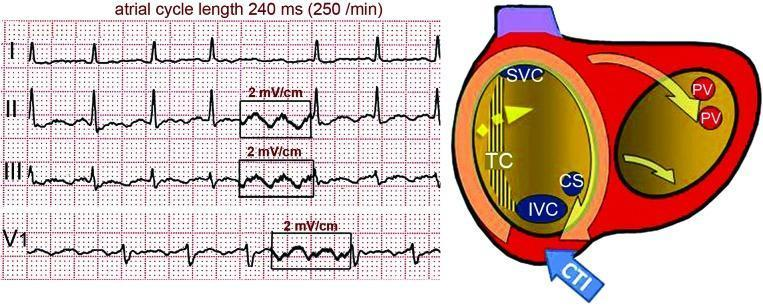 atrial cycle length 240 ms (250 /min)
I
II
2 mV/cm
III
2 mV/cm
V1
2 mV/cm
SVC
PV
PV
TC
CS
IVC
CTI